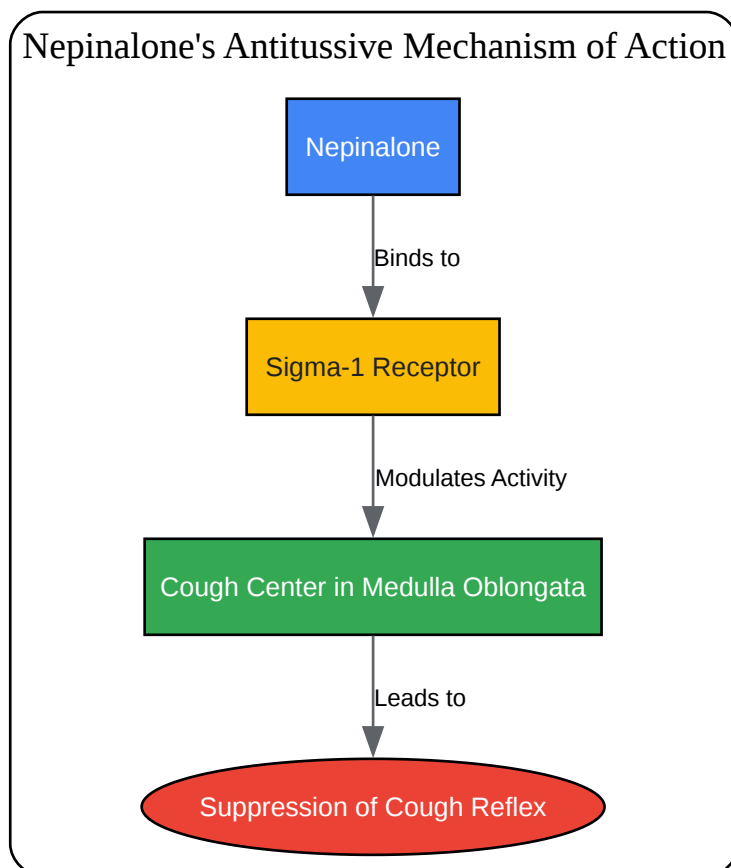 Nepinalone's Antitussive Mechanism of Action
Nepinalone
Binds to
Sigma-1 Receptor
Modulates Activity
Cough Center in Medulla Oblongata
Leads to
Suppression of Cough Reflex